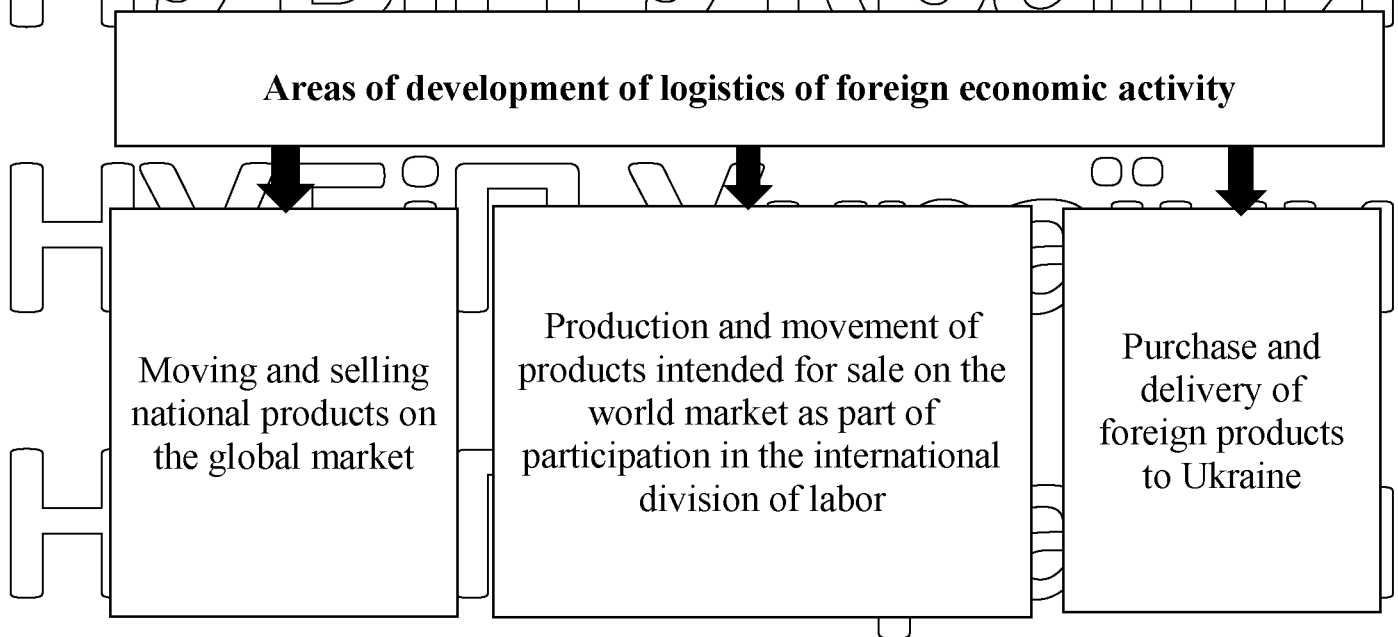 Areas of development of logistics of foreign economic activity
Moving and selling
national products on
the global market
Production and movement of
products intended for sale on the
world market as part of
participation in the international
division of labor
Purchase and
delivery of
foreign products
to Ukraine